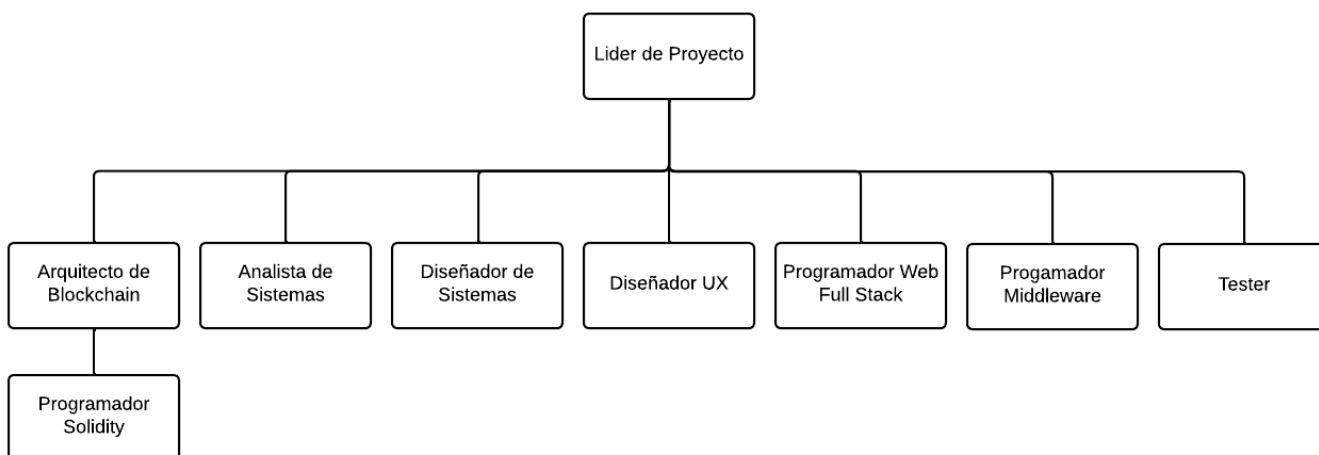 Lider de Proyecto
Arquitecto de
Blockchain
Analista de
Sistemas
Diseñador de
Sistemas
Diseñador UX
Programador Web
Full Stack
Progamador
Middleware
Tester
Programador
Solidity